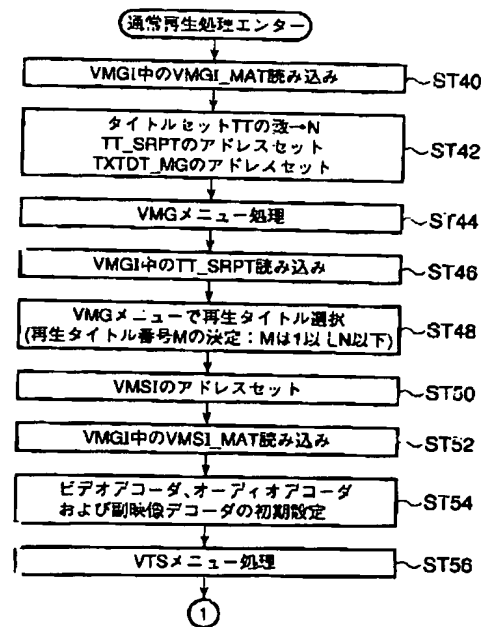 通常再生処理エンター
VMGI中のVMGI_MAT読み込み
ST40
タイトルセットTTの数→N
TT_SRPTのアドレスセット
TXTDT_MGのアドレスセット
ST42
VMGメニュー処理
ST44
VMGI中のTT_SRPT読み込み
ST46
VMGメニューで再生タイトル選択
(再生タイトル番号Mの決定:Mは1以上N以下)
ST48
VMSIのアドレスセット
ST50
VMGI中のVMSI_MAT読み込み
ST52
ビデオアコーダ、オーディオアコーダ
および副映像デコーダの初期設定
ST54
VTSメニュー処理
ST56
1